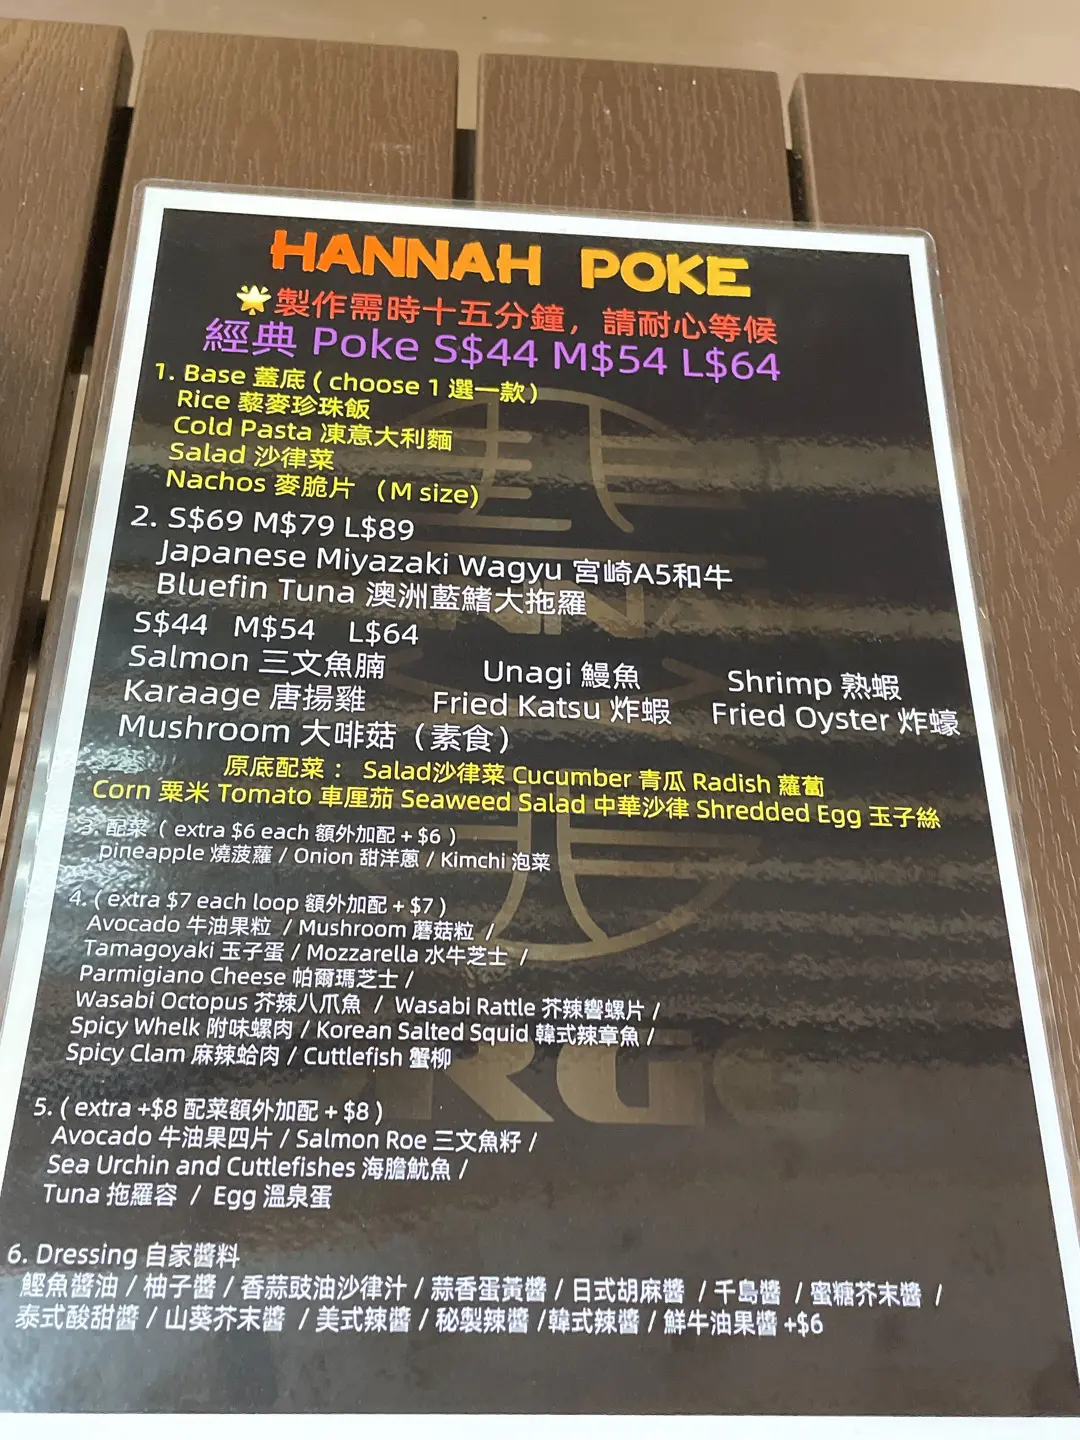 HANNAH POKE
🌟製作需時十五分鐘，請耐心等候
經典 Poke S$44 M$54 L$64
1. Base 蓋底 ( choose 1 選一款)
Rice 藜麥珍珠飯
Cold Pasta 凍意大利麵
Salad 沙律菜
Nachos 麥脆片 （M size)
2. S$69 M$79 L$89
Japanese Miyazaki Wagyu 宮崎A5和牛
Bluefin Tuna 澳洲藍鰭大拖羅
S$44 M$54 L$64
Salmon 三文魚腩 Unagi 鰻魚 Shrimp 熟蝦
Karaage 唐揚雞 Fried Katsu 炸蝦 Fried Oyster 炸蠔
Mushroom 大啡菇（素食）
原底配菜： Salad沙律菜 Cucumber 青瓜 Radish 蘿蔔
Corn 粟米 Tomato 車厘茄 Seaweed Salad 中華沙律 Shredded Egg 玉子絲
3. 配菜（ extra $6 each 額外加配 + $6 ）
pineapple 燒菠蘿 / Onion 甜洋蔥 / Kimchi 泡菜
4. ( extra $7 each loop 額外加配 + $7 )
Avocado 牛油果粒 / Mushroom 蘑菇粒 /
Tamagoyaki 玉子蛋 / Mozzarella 水牛芝士 /
Parmigiano Cheese 帕爾瑪芝士 /
Wasabi Octopus 芥辣八爪魚 / Wasabi Rattle 芥辣響螺片 /
Spicy Whelk 附味螺肉 / Korean Salted Squid 韓式辣章魚 /
Spicy Clam 麻辣蛤肉 / Cuttlefish 蟹柳
5. ( extra +$8 配菜額外加配 + $8 )
Avocado 牛油果四片 / Salmon Roe 三文魚籽 /
Sea Urchin and Cuttlefishes 海膽魷魚 /
Tuna 拖羅容 / Egg 溫泉蛋
6. Dressing 自家醬料
鰹魚醬油 / 柚子醬 / 香蒜豉油沙律汁 / 蒜香蛋黃醬 / 日式胡麻醬 / 千島醬 / 蜜糖芥末醬 /
泰式酸甜醬 / 山葵芥末醬 / 美式辣醬 / 秘製辣醬 /韓式辣醬 / 鮮牛油果醬 +$6